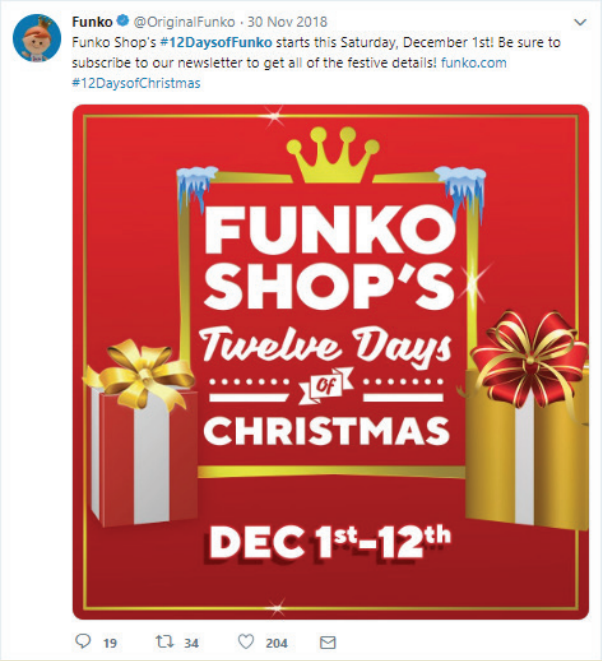 Funko @OriginalFunko · 30 Nov 2018
Funko Shop's #12DaysofFunko starts this Saturday, December 1st! Be sure to
subscribe to our newsletter to get all of the festive details! funko.com
#12DaysofChristmas
FUNKO
SHOP'S
Twelve Days
of
CHRISTMAS
DEC 1st-12th
19 34 204